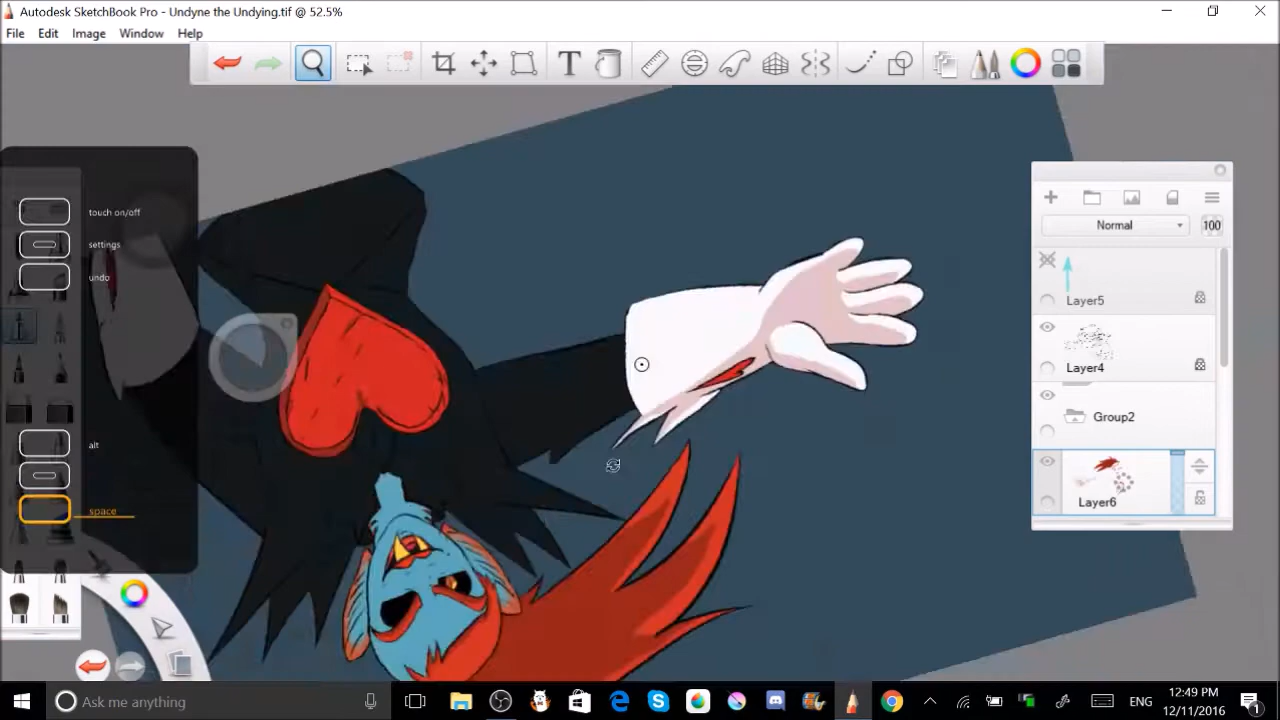 Autodesk SketchBook Pro - Undyne the Undying.tif @ 52.5%
File Edit Image Window Help
T
touch on/off
settings
undo
alt
space
Normal 100
Layer5
Layer4
Group2
Layer6
Ask me anything
ENG
12:49 PM
12/11/2016
1